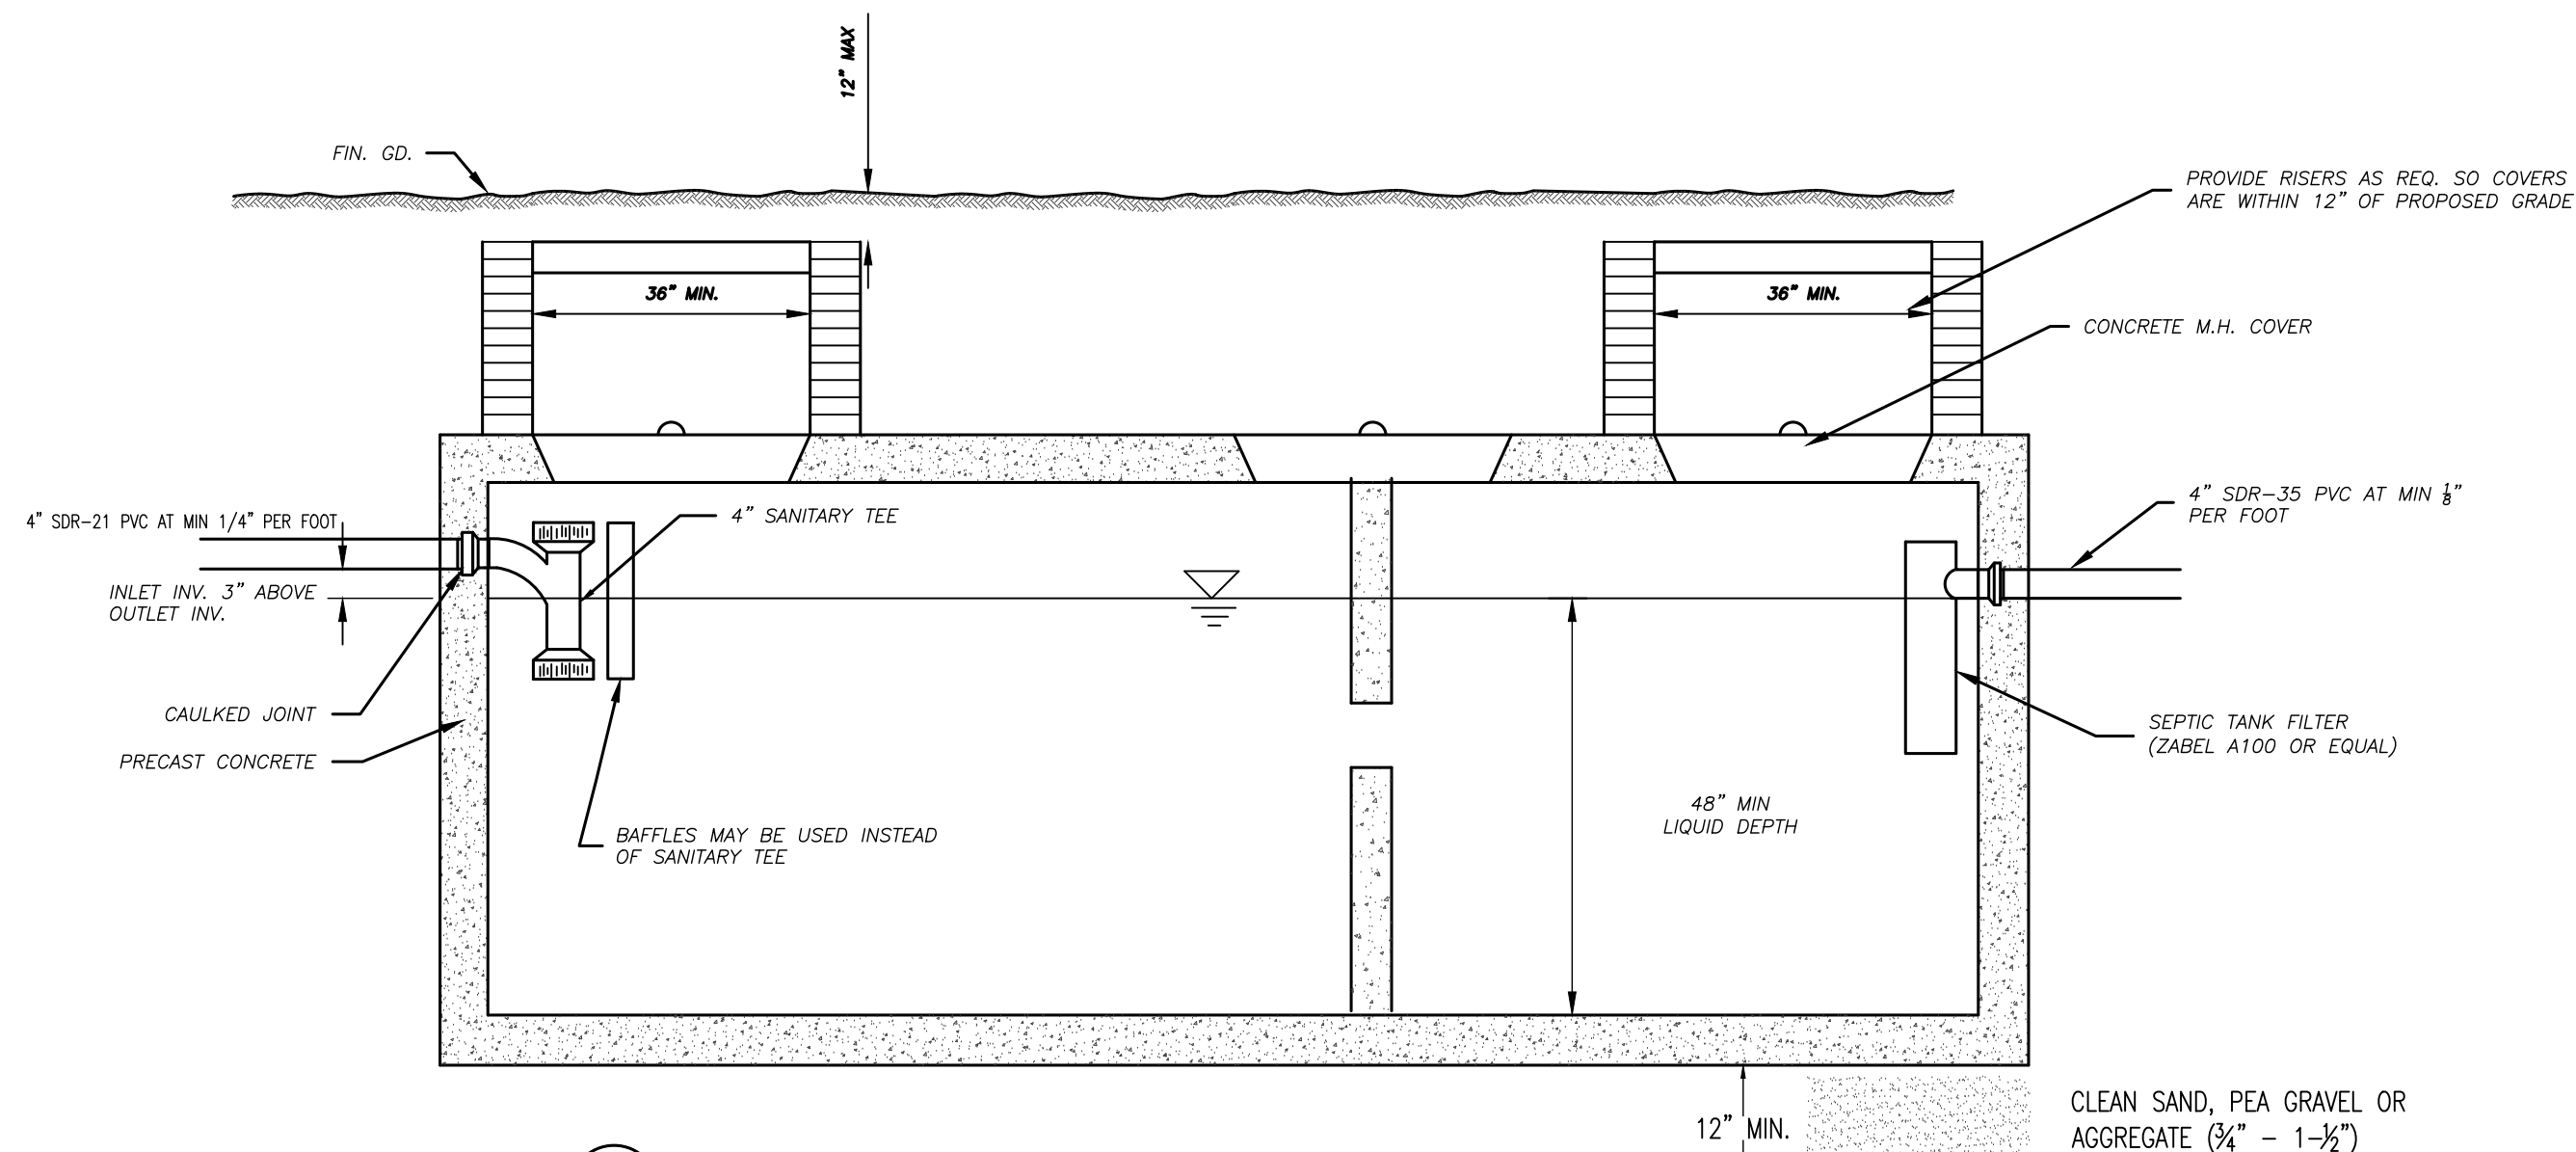 12" MAX
FIN. GD.
PROVIDE RISERS AS REQ. SO COVERS
ARE WITHIN 12" OF PROPOSED GRADE
36" MIN.
36" MIN.
CONCRETE M.H. COVER
4" SDR-21 PVC AT MIN 1/4" PER FOOT
4" SANITARY TEE
4" SDR-35 PVC AT MIN ⅛"
PER FOOT
INLET INV. 3" ABOVE
OUTLET INV.
CAULKED JOINT
PRECAST CONCRETE
SEPTIC TANK FILTER
(ZABEL A100 OR EQUAL)
BAFFLES MAY BE USED INSTEAD
OF SANITARY TEE
48" MIN
LIQUID DEPTH
12" MIN.
CLEAN SAND, PEA GRAVEL OR
AGGREGATE (¾" - 1-½")